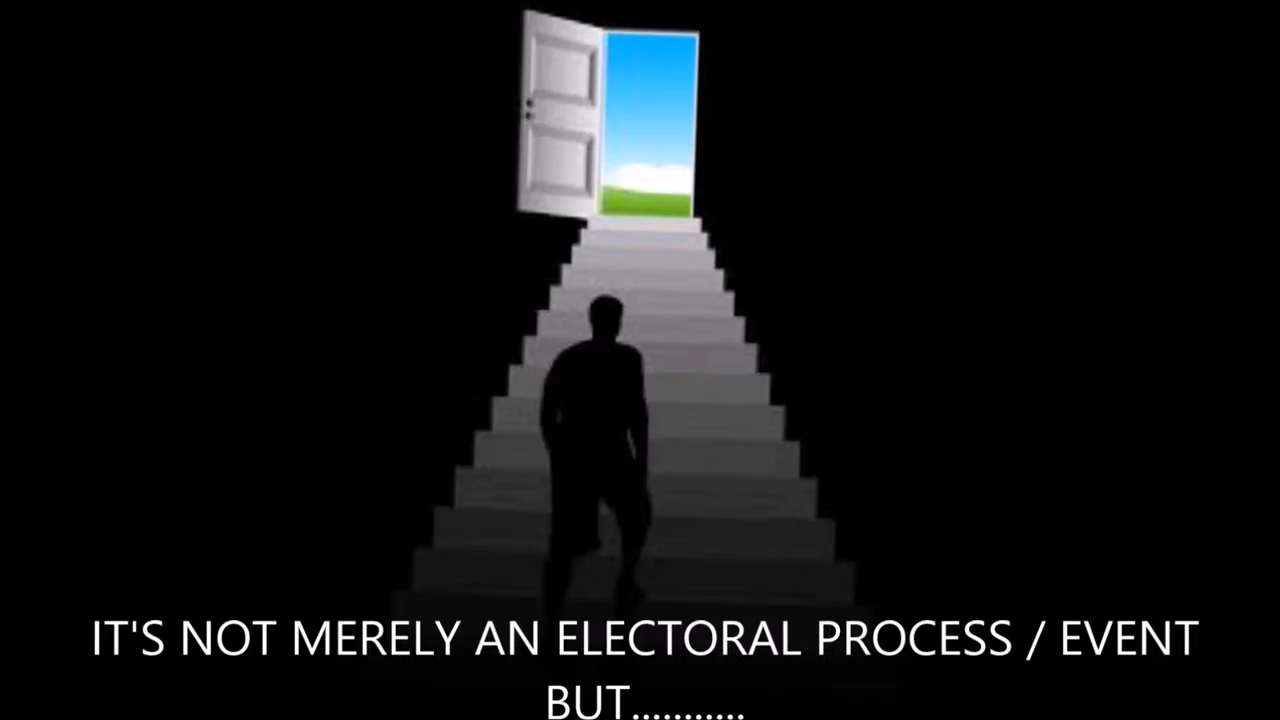 IT'S NOT MERELY AN ELECTORAL PROCESS / EVENT
BUT...........